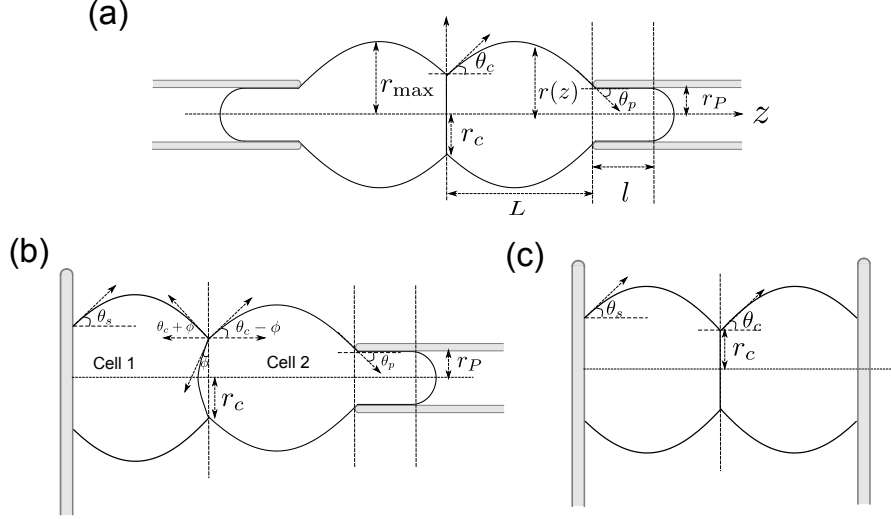 (a)
θ_c
r_max
r(z)
θ_p
r_P
z
r_c
L
l
(b)
(c)
θ_s
θ_c + ϕ
θ_c − ϕ
θ_s
θ_c
Cell 1
ϕ
Cell 2
θ_p
r_P
r_c
r_c